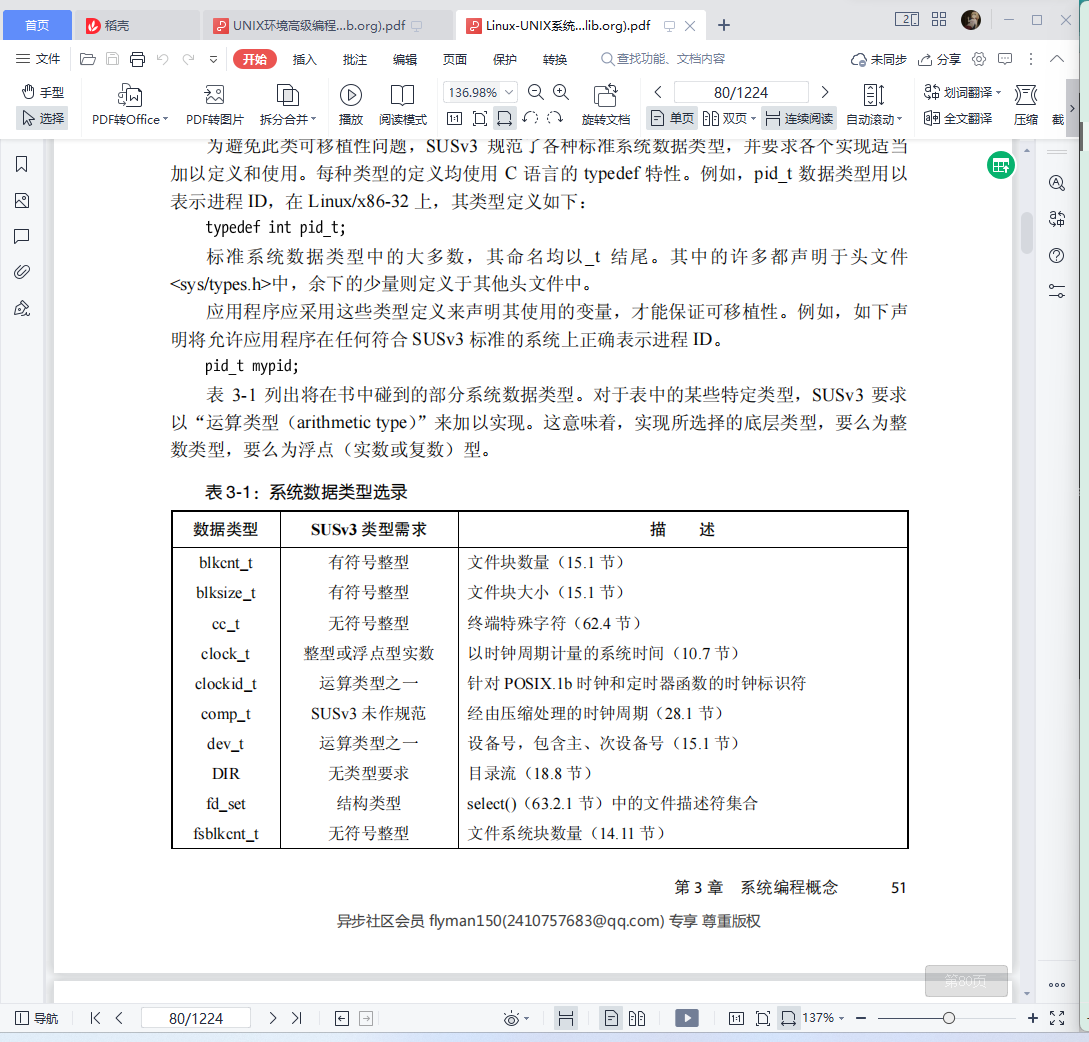 首页 稻壳 UNIX环境高级编程...b.org).pdf Linux-UNIX系统...lib.org).pdf
文件 开始 插入 批注 编辑 页面 保护 转换 查找功能、文档内容 未同步 分享
手型 136.98% 80/1224 划词翻译
选择 PDF转Office PDF转图片 拆分合并 播放 阅读模式 旋转文档 单页 双页 连续阅读 自动滚动 全文翻译 压缩 截
为避免此类可移植性问题，SUSv3 规范了各种标准系统数据类型，并要求各个实现适当
加以定义和使用。每种类型的定义均使用 C 语言的 typedef 特性。例如，pid_t 数据类型用以
表示进程 ID，在 Linux/x86-32 上，其类型定义如下：
typedef int pid_t;
标准系统数据类型中的大多数，其命名均以_t 结尾。其中的许多都声明于头文件
<sys/types.h>中，余下的少量则定义于其他头文件中。
应用程序应采用这些类型定义来声明其使用的变量，才能保证可移植性。例如，如下声
明将允许应用程序在任何符合 SUSv3 标准的系统上正确表示进程 ID。
pid_t mypid;
表 3-1 列出将在书中碰到的部分系统数据类型。对于表中的某些特定类型，SUSv3 要求
以“运算类型（arithmetic type）”来加以实现。这意味着，实现所选择的底层类型，要么为整
数类型，要么为浮点（实数或复数）型。
表 3-1：系统数据类型选录
数据类型 SUSv3 类型需求 描 述
blkcnt_t 有符号整型 文件块数量（15.1 节）
blksize_t 有符号整型 文件块大小（15.1 节）
cc_t 无符号整型 终端特殊字符（62.4 节）
clock_t 整型或浮点型实数 以时钟周期计量的系统时间（10.7 节）
clockid_t 运算类型之一 针对 POSIX.1b 时钟和定时器函数的时钟标识符
comp_t SUSv3 未作规范 经由压缩处理的时钟周期（28.1 节）
dev_t 运算类型之一 设备号，包含主、次设备号（15.1 节）
DIR 无类型要求 目录流（18.8 节）
fd_set 结构类型 select()（63.2.1 节）中的文件描述符集合
fsblkcnt_t 无符号整型 文件系统块数量（14.11 节）
第 3 章 系统编程概念 51
异步社区会员 flyman150(2410757683@qq.com) 专享 尊重版权
第80页
导航 80/1224 137%